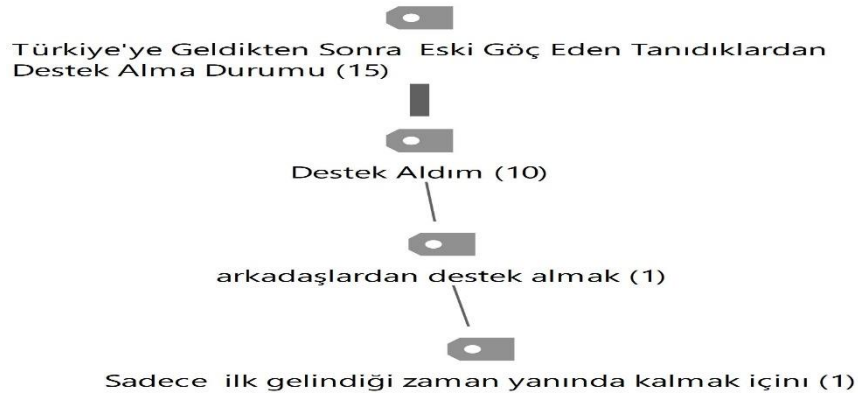 Türkiye'ye Geldikten Sonra Eski Göç Eden Tanıdıklardan
Destek Alma Durumu (15)
Destek Aldım (10)
arkadaşlardan destek almak (1)
Sadece ilk gelindiği zaman yanında kalmak içinı (1)